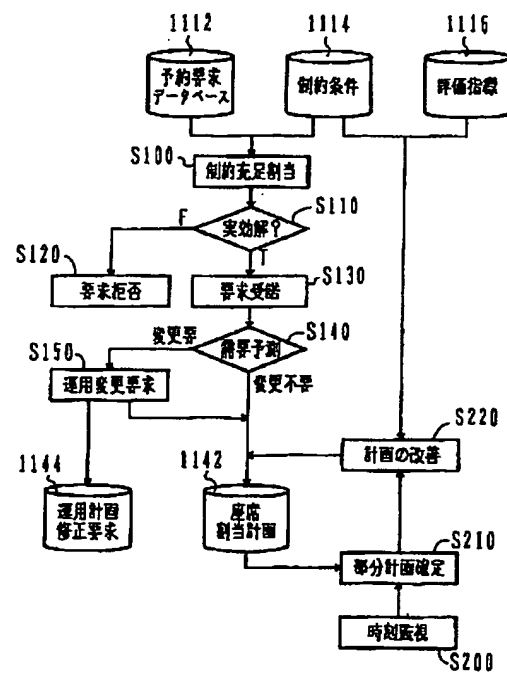 1112
1114
1116
予約要求
データベース
制約条件
評価指標
S100
制約充足割当
S110
実効解?
F
T
S120
要求拒否
S130
要求受諾
S140
変更要
需要予測
S150
運用変更要求
変更不要
S220
計画の改善
1144
1142
運用計画
修正要求
座席
割当計画
S210
部分計画確定
時刻監視
S200